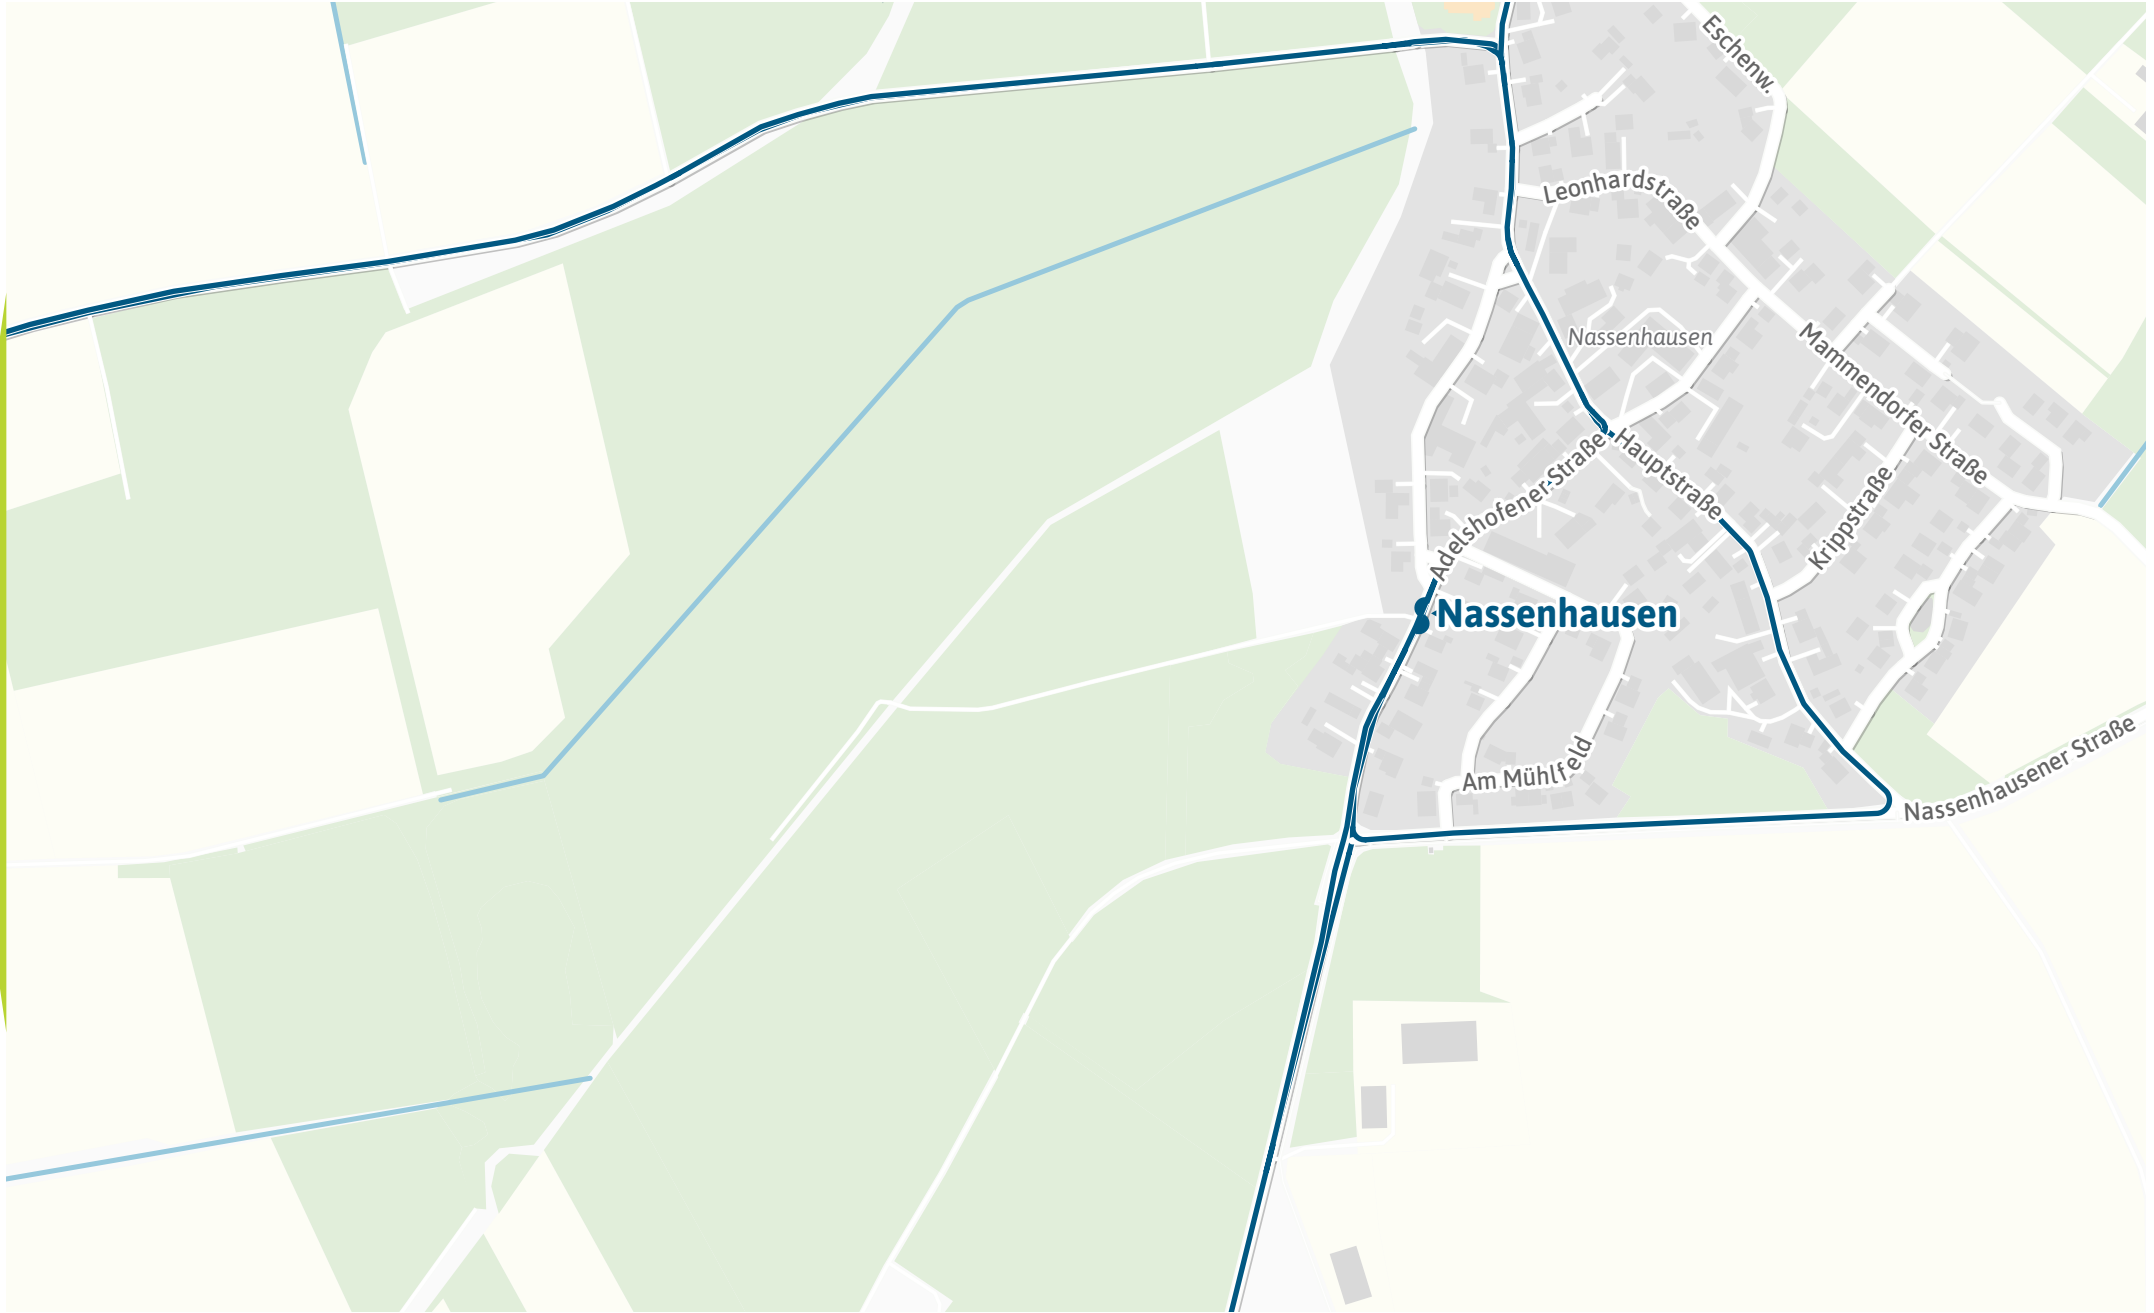 Eschenw.
Leonhardstraße
Nassenhausen
Mammendorfer Straße
Hauptstraße
Adelshofener Straße
Krippstraße
Nassenhausen
Am Mühlfeld
Nassenhausener Straße